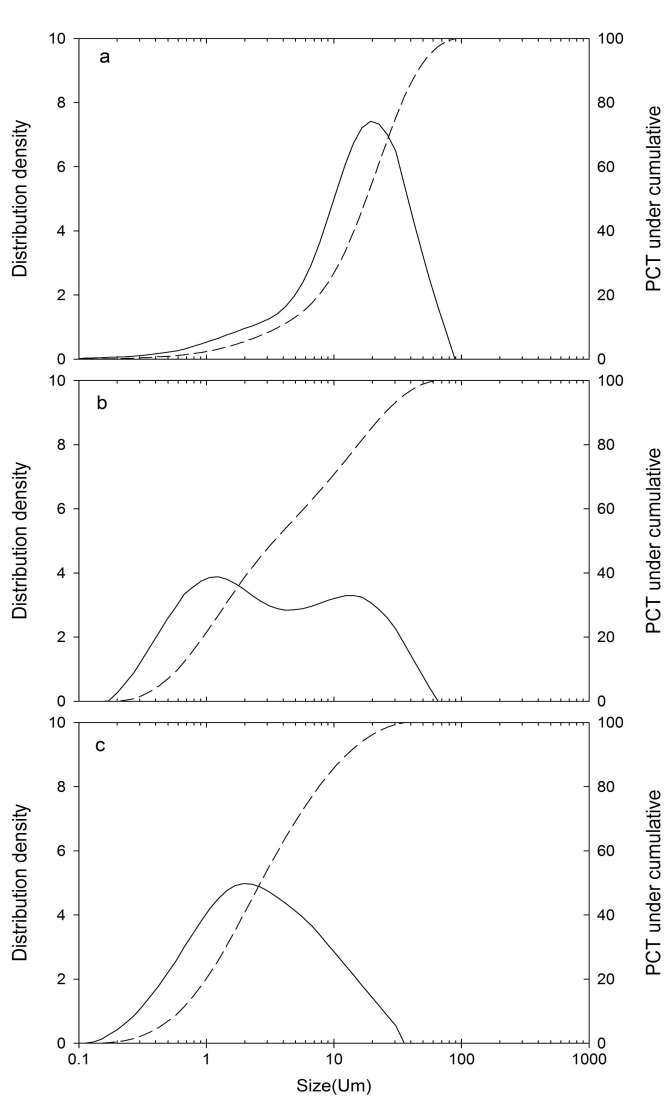 10 100
a
8 80
6 60
4 40
2 20
0 0
Distribution density
PCT under cumulative
10 100
b
8 80
6 60
4 40
2 20
0 0
Distribution density
PCT under cumulative
10 100
c
8 80
6 60
4 40
2 20
0 0
Distribution density
PCT under cumulative
0.1 1 10 100 1000
Size(Um)